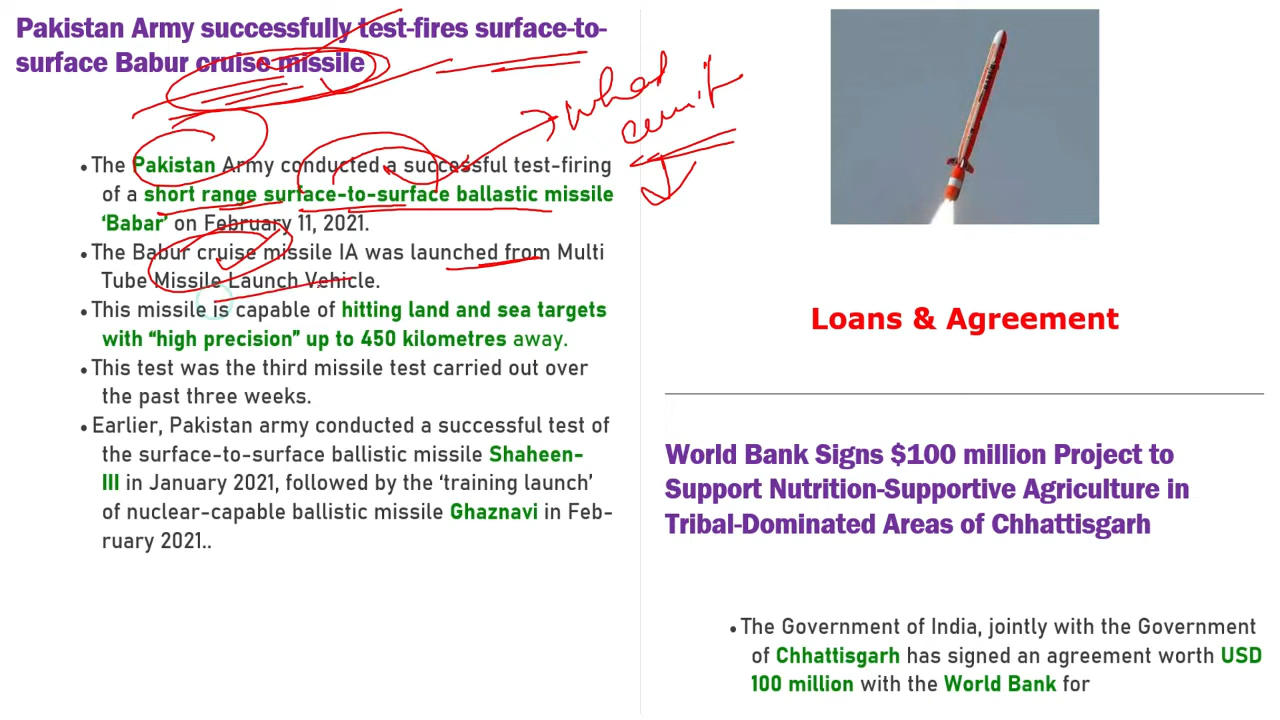 Pakistan Army successfully test-fires surface-to-
surface Babur cruise missile
• The Pakistan Army conducted a successful test-firing
of a short range surface-to-surface ballastic missile
‘Babar’ on February 11, 2021.
• The Babur cruise missile IA was launched from Multi
Tube Missile Launch Vehicle.
• This missile is capable of hitting land and sea targets
with “high precision” up to 450 kilometres away.
• This test was the third missile test carried out over
the past three weeks.
• Earlier, Pakistan army conducted a successful test of
the surface-to-surface ballistic missile Shaheen-
III in January 2021, followed by the ‘training launch’
of nuclear-capable ballistic missile Ghaznavi in Feb-
ruary 2021..
what
Loans & Agreement
World Bank Signs $100 million Project to
Support Nutrition-Supportive Agriculture in
Tribal-Dominated Areas of Chhattisgarh
• The Government of India, jointly with the Government
of Chhattisgarh has signed an agreement worth USD
100 million with the World Bank for